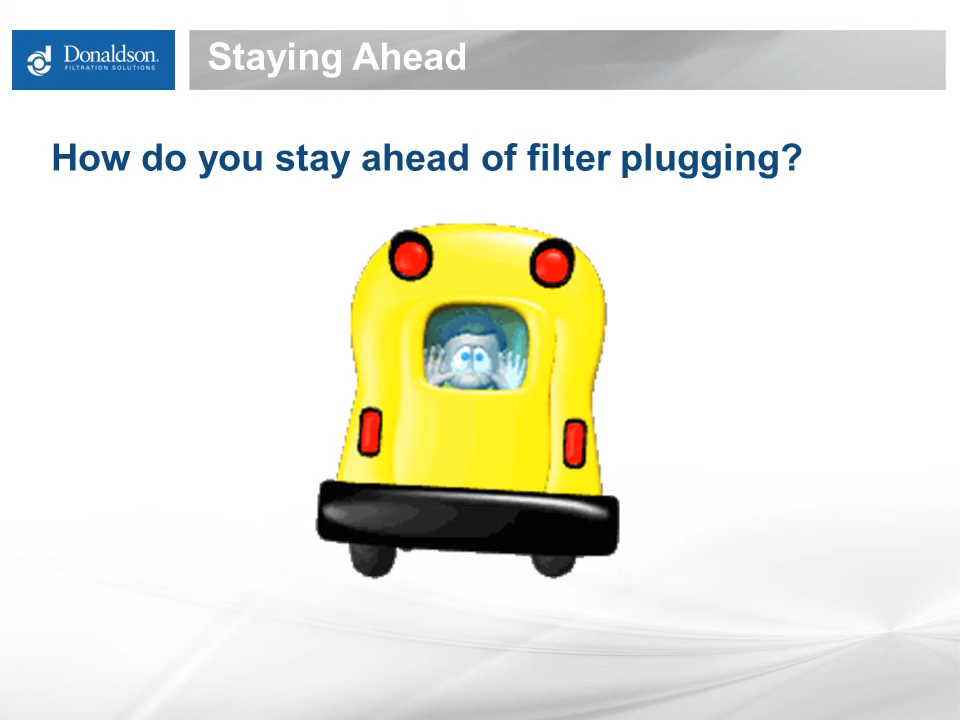 Donaldson.
FILTRATION SOLUTIONS
Staying Ahead
How do you stay ahead of filter plugging?